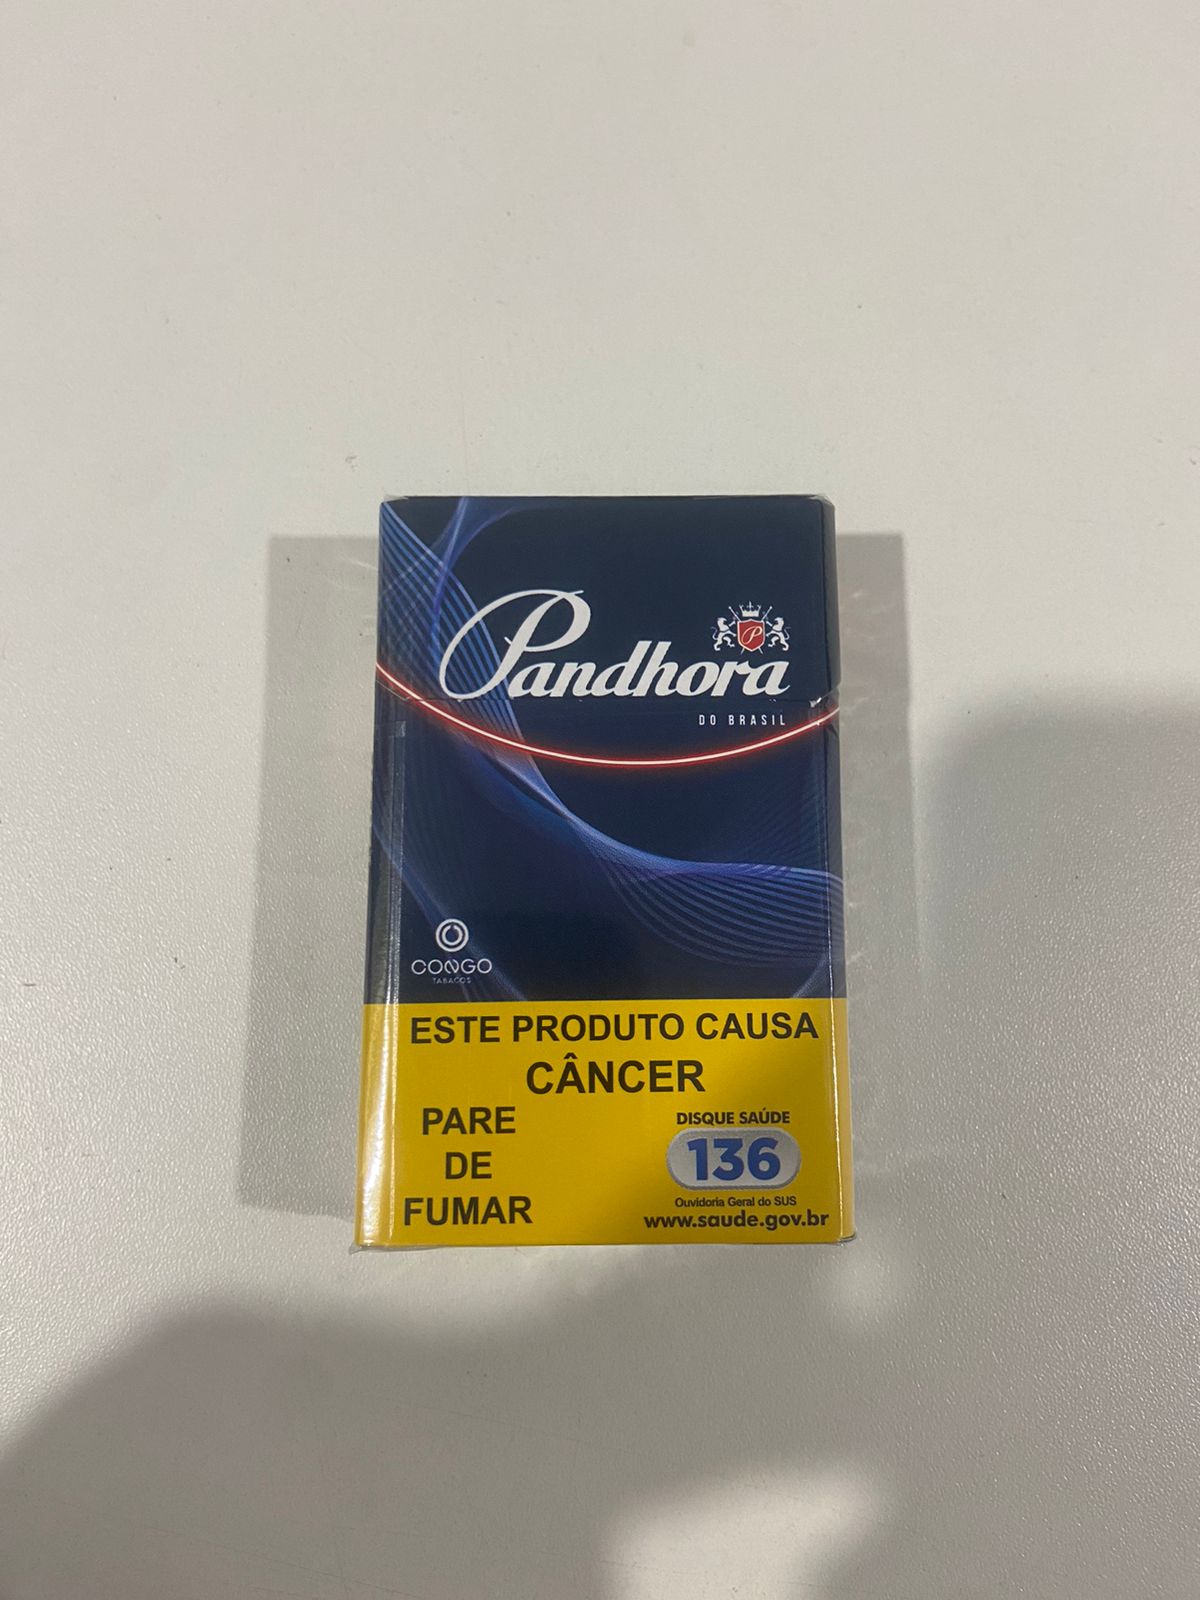 Pandhora
P
DO BRASIL
CONGO
TABACOS
ESTE PRODUTO CAUSA
CÂNCER
PARE
DE
FUMAR
DISQUE SAÚDE
136
Ouvidoria Geral do SUS
www.saude.gov.br